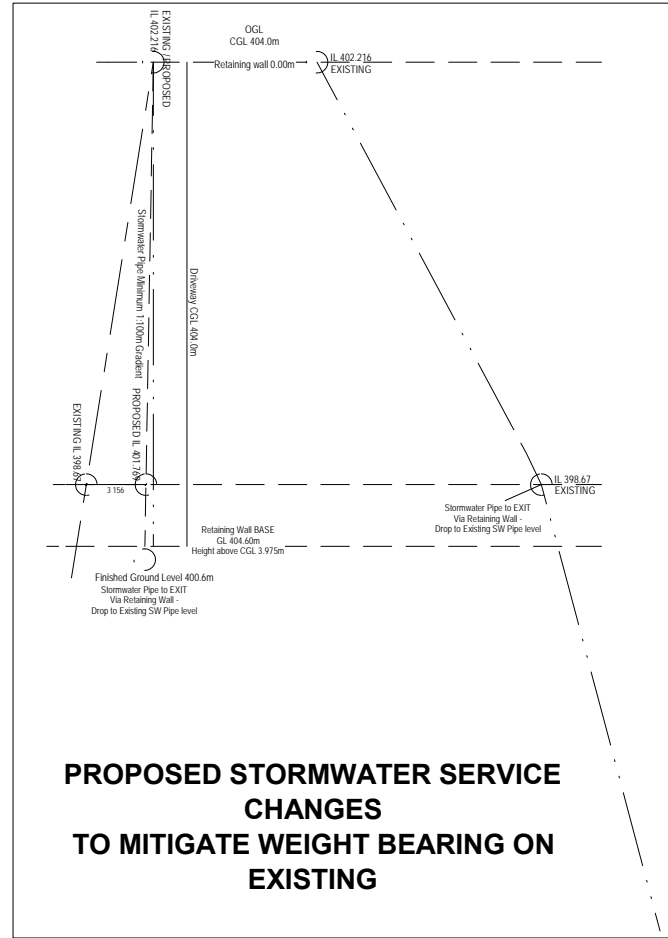 OGL
CGL 404.0m
Retaining wall 0.00m
EXISTING / PROPOSED
IL 402.216
IL 402.216
EXISTING
Stormwater Pipe Minimum 1:100m Gradient
Driveway CGL 404.0m
EXISTING IL 398.67
PROPOSED IL 401.769
3 156
IL 398.67
EXISTING
Stormwater Pipe to EXIT
Via Retaining Wall -
Drop to Existing SW Pipe level
Retaining Wall BASE
GL 404.60m
Height above CGL 3.975m
Finished Ground Level 400.6m
Stormwater Pipe to EXIT
Via Retaining Wall -
Drop to Existing SW Pipe level
PROPOSED STORMWATER SERVICE
CHANGES
TO MITIGATE WEIGHT BEARING ON
EXISTING